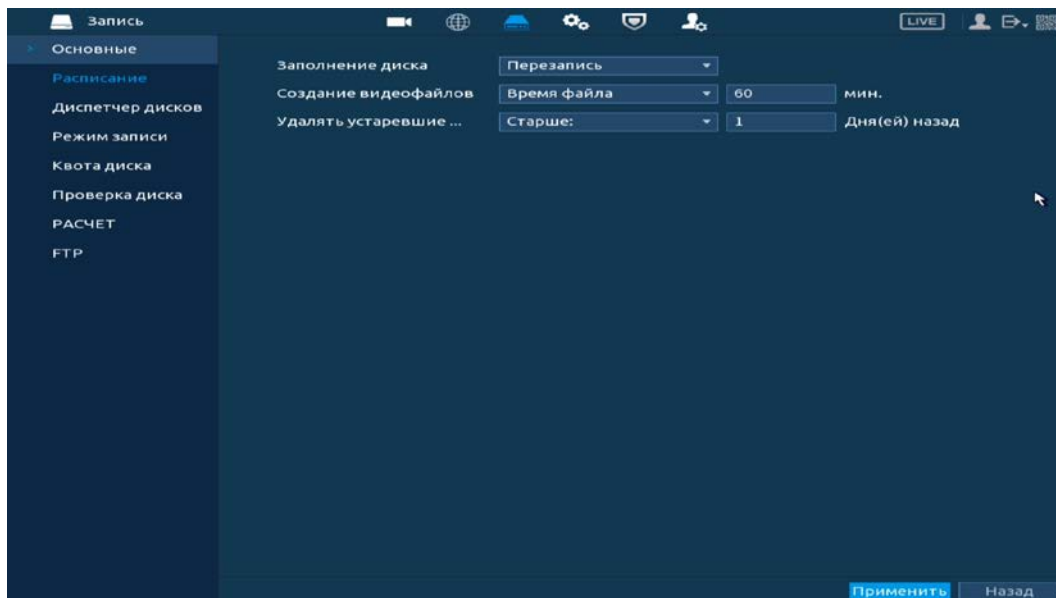 Запись LIVE
Основные
Расписание
Диспетчер дисков
Режим записи
Квота диска
Проверка диска
РАСЧЕТ
FTP
Заполнение диска Перезапись
Создание видеофайлов Время файла 60 мин.
Удалять устаревшие ... Старше: 1 Дня(ей) назад
Применить Назад